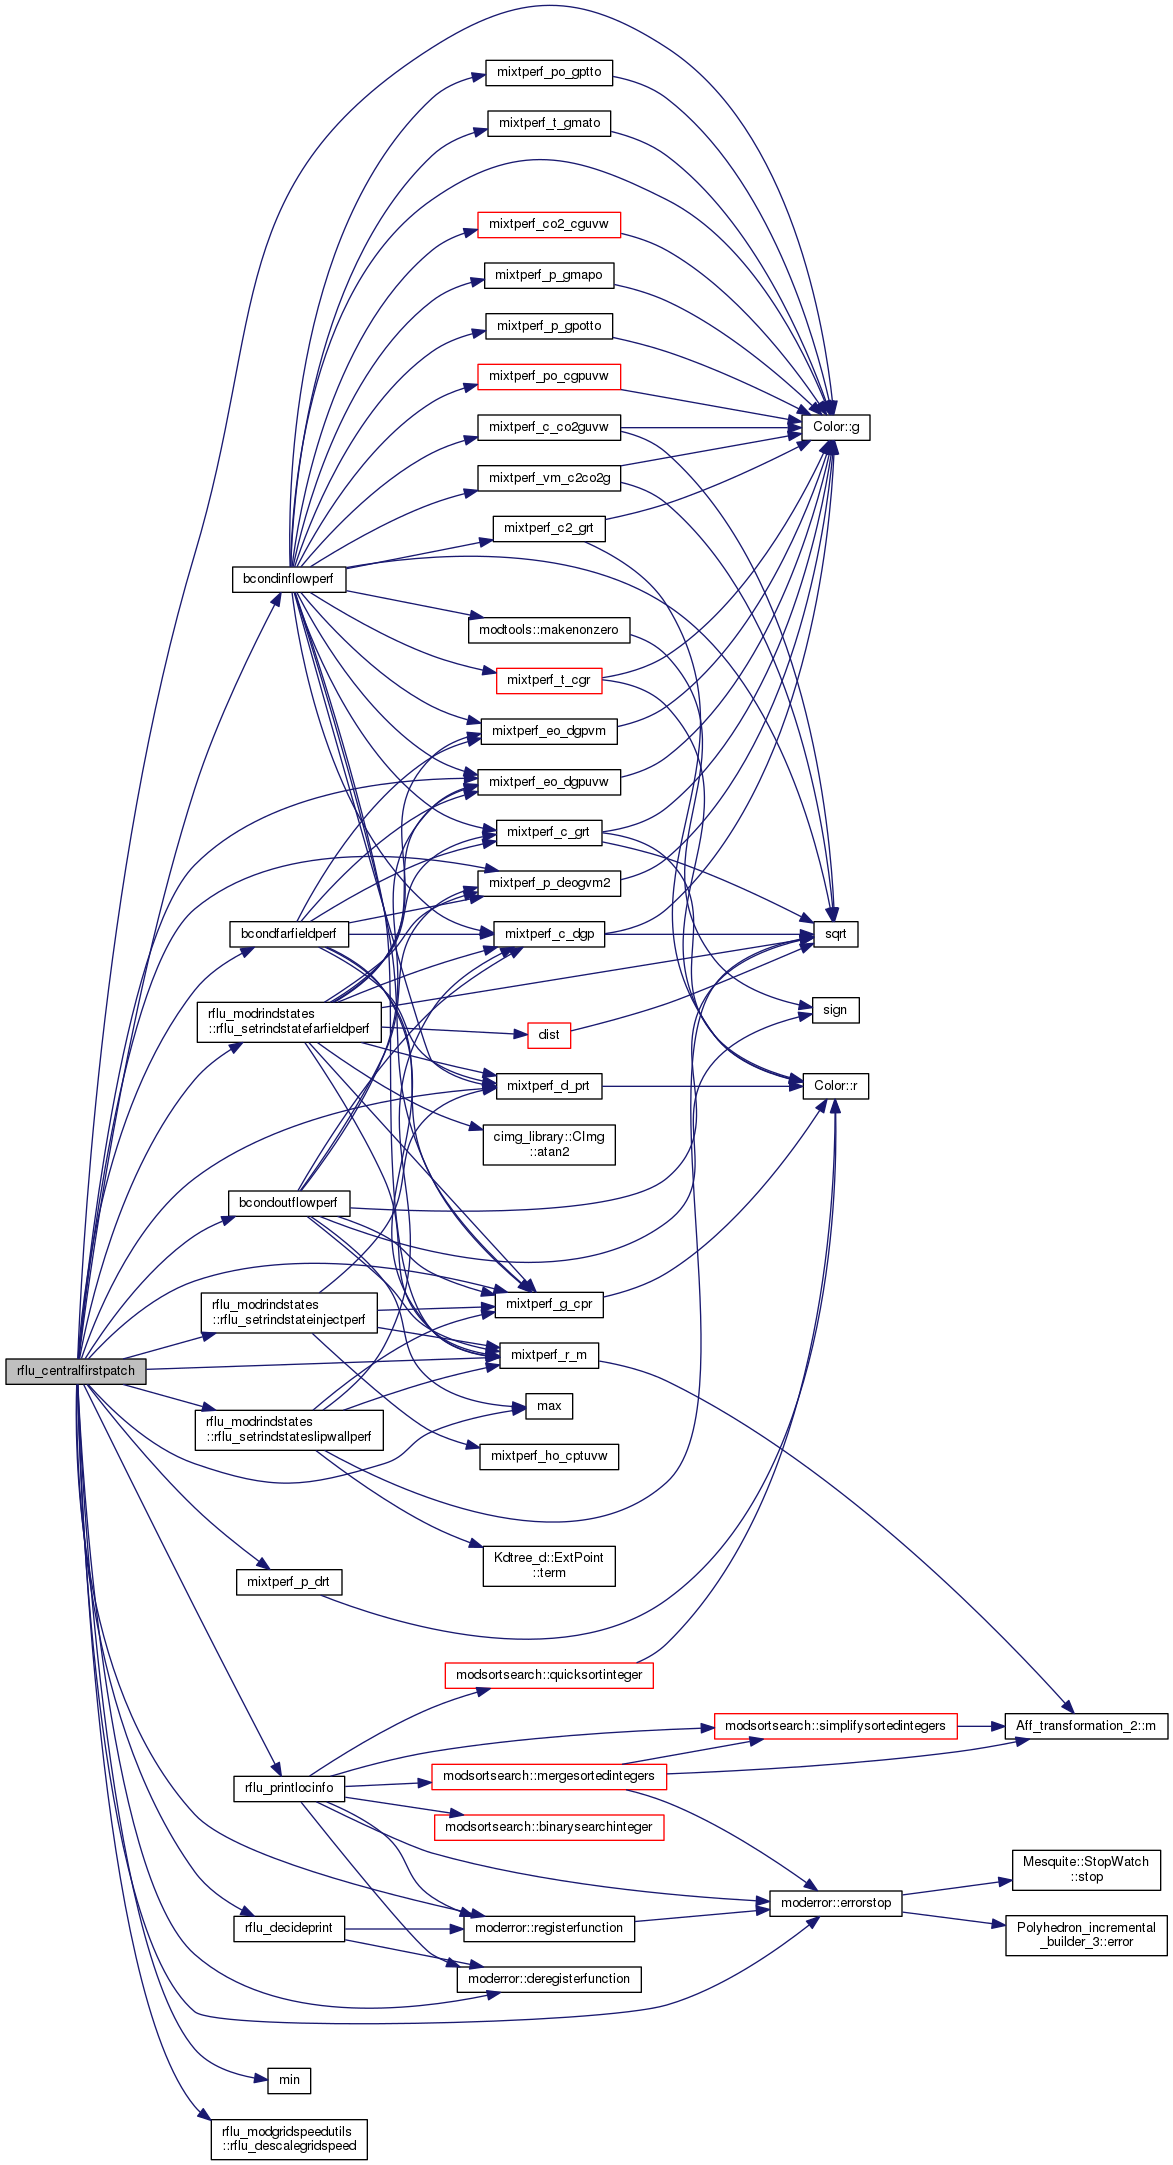 mixtperf_po_gptto
mixtperf_t_gmato
mixtperf_co2_cguvw
mixtperf_p_gmapo
mixtperf_p_gpotto
mixtperf_po_cgpuvw
mixtperf_c_co2guvw
Color::g
mixtperf_vm_c2co2g
mixtperf_c2_grt
bcondinflowperf
modtools::makenonzero
mixtperf_t_cgr
mixtperf_eo_dgpvm
mixtperf_eo_dgpuvw
mixtperf_c_grt
mixtperf_p_deogvm2
bcondfarfieldperf
mixtperf_c_dgp
sqrt
rflu_modrindstates
::rflu_setrindstatefarfieldperf
sign
dist
mixtperf_d_prt
Color::r
cimg_library::CImg
::atan2
bcondoutflowperf
mixtperf_g_cpr
rflu_modrindstates
::rflu_setrindstateinjectperf
mixtperf_r_m
rflu_centralfirstpatch
max
rflu_modrindstates
::rflu_setrindstateslipwallperf
mixtperf_ho_cptuvw
Kdtree_d::ExtPoint
::term
mixtperf_p_drt
modsortsearch::quicksortinteger
modsortsearch::simplifysortedintegers
Aff_transformation_2::m
modsortsearch::mergesortedintegers
rflu_printlocinfo
modsortsearch::binarysearchinteger
Mesquite::StopWatch
::stop
moderror::errorstop
rflu_decideprint
moderror::registerfunction
Polyhedron_incremental
_builder_3::error
moderror::deregisterfunction
min
rflu_modgridspeedutils
::rflu_descalegridspeed